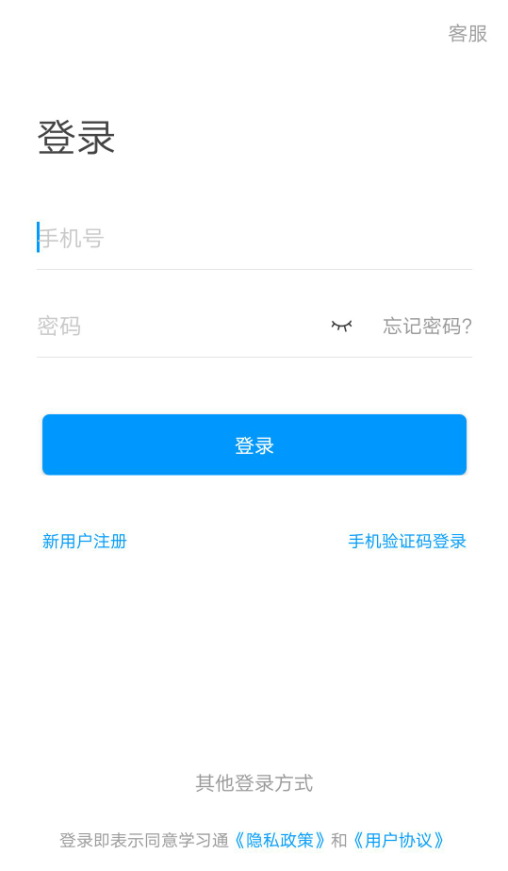 客服
登录
手机号
密码 忘记密码?
登录
新用户注册 手机验证码登录
其他登录方式
登录即表示同意学习通《隐私政策》和《用户协议》